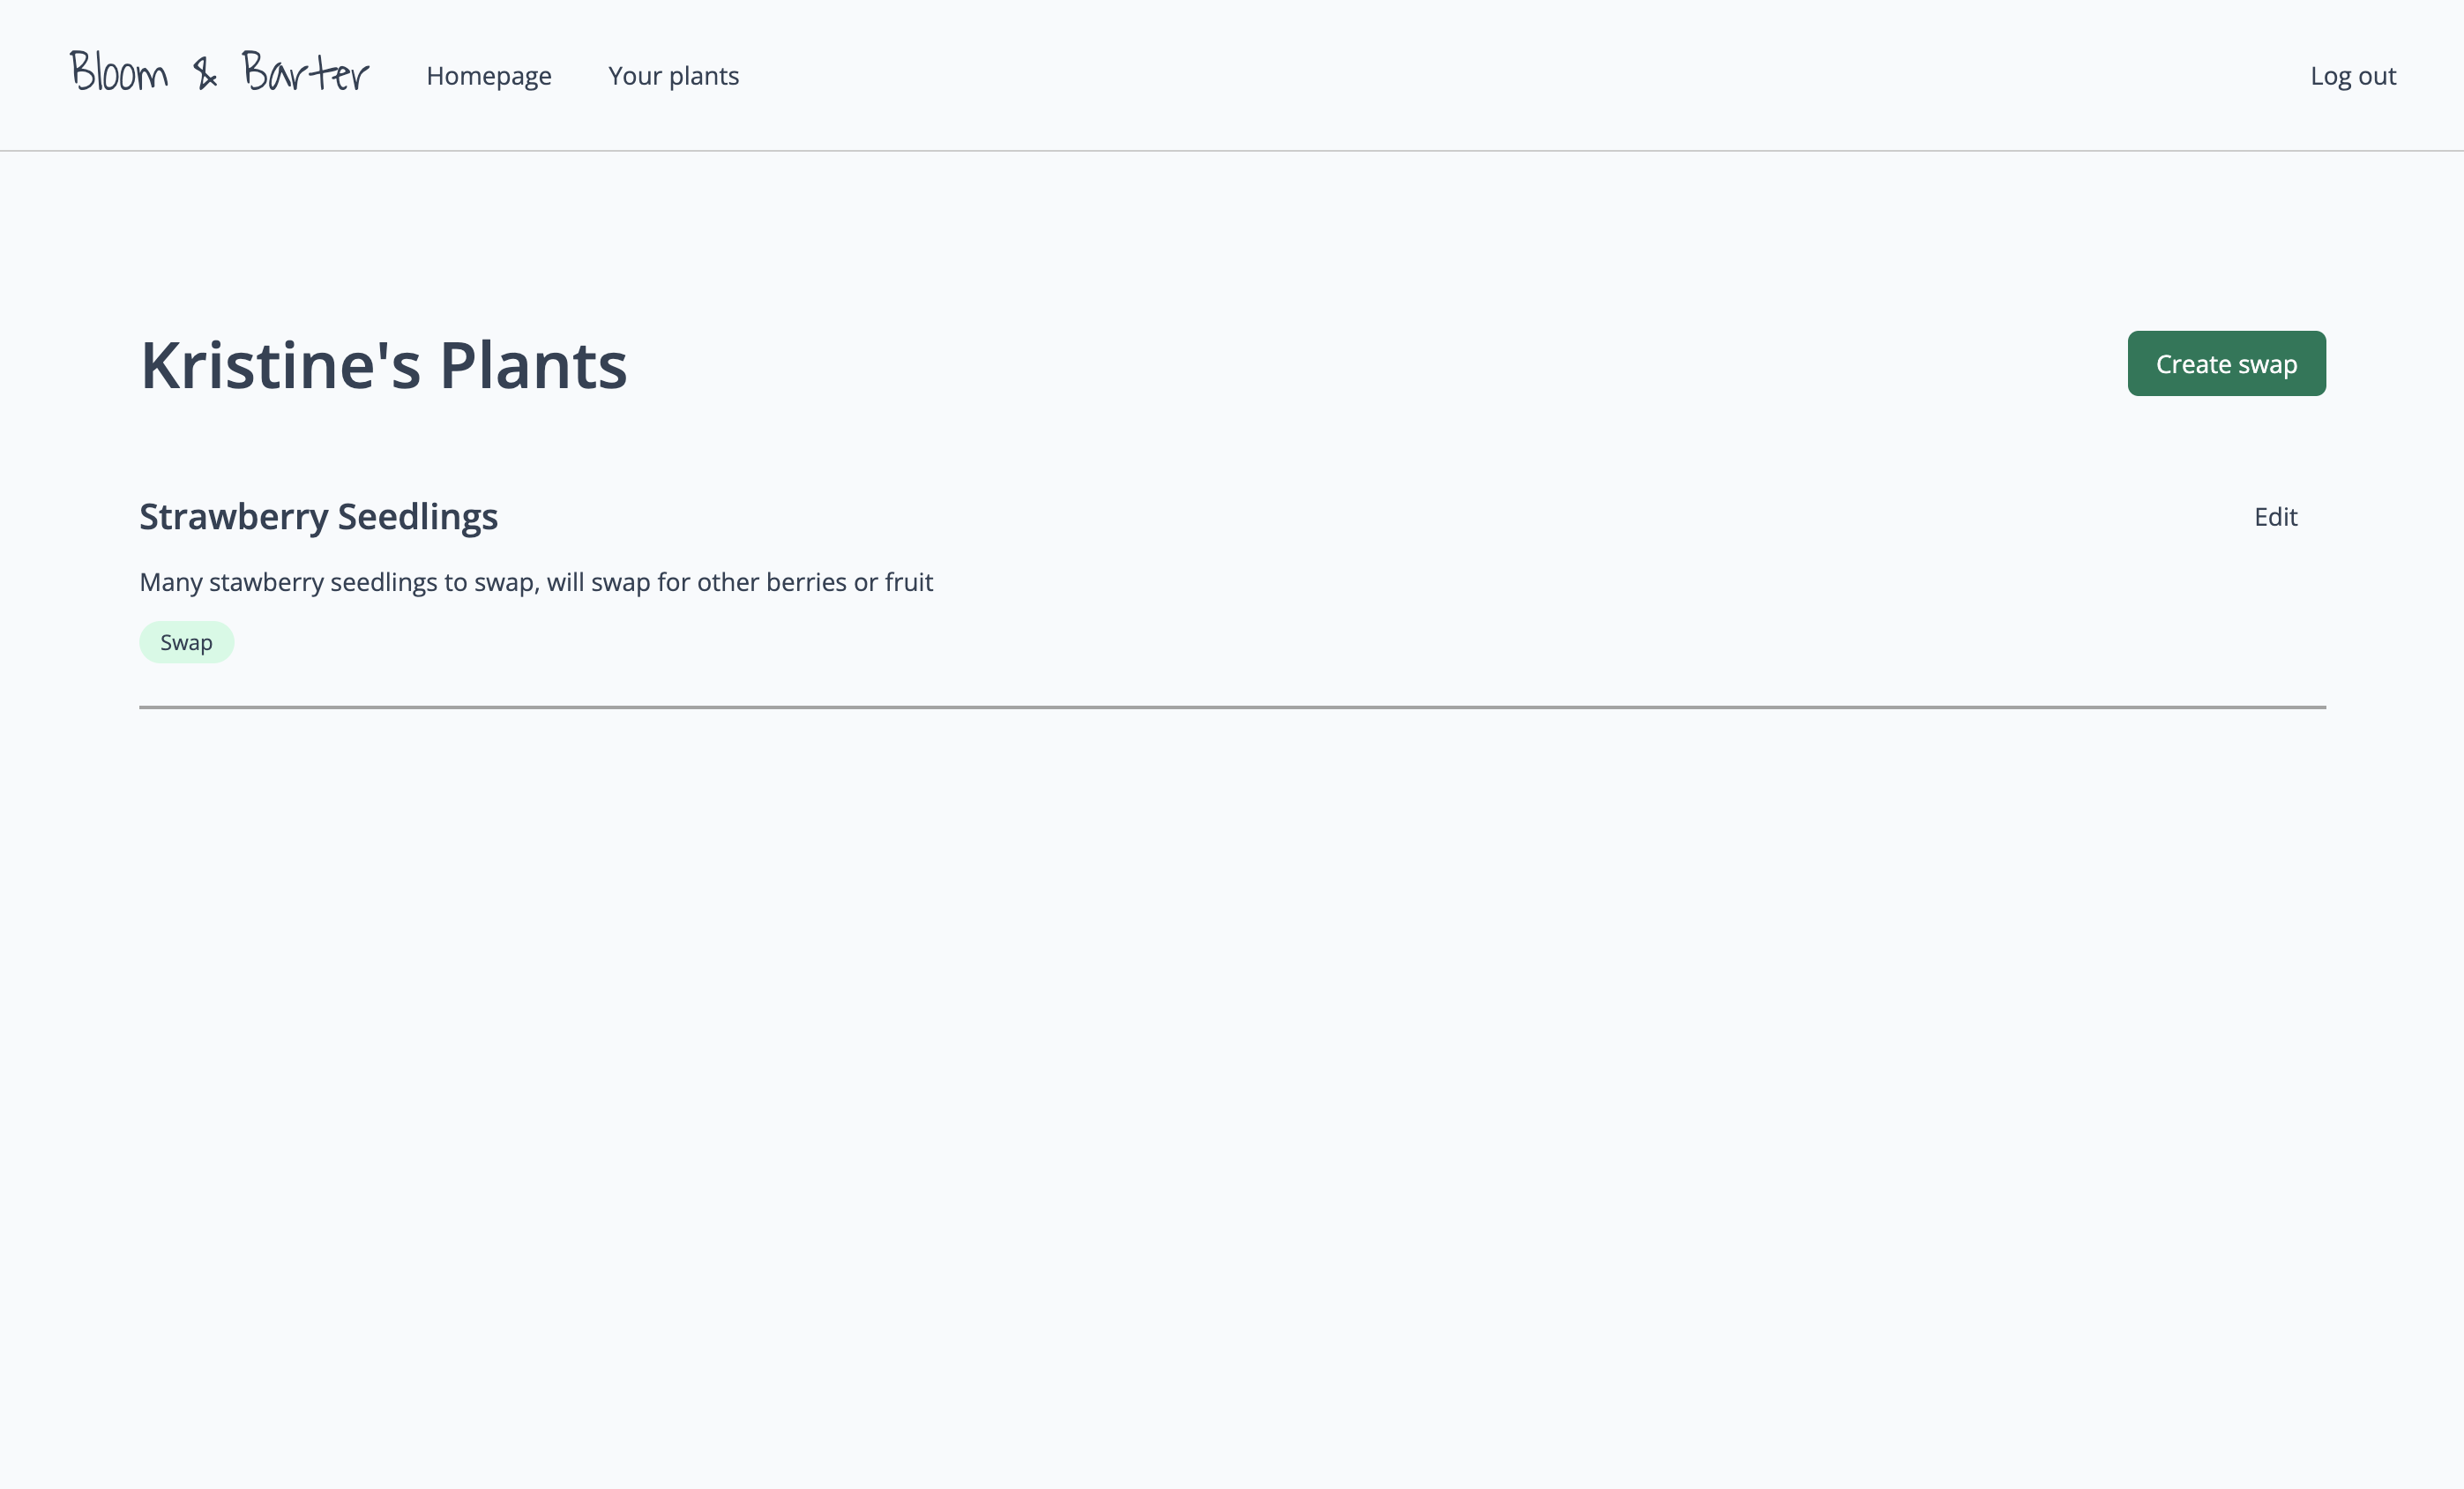 Bloom & Barter Homepage Your plants Log out
Kristine's Plants Create swap
Strawberry Seedlings Edit
Many stawberry seedlings to swap, will swap for other berries or fruit
Swap